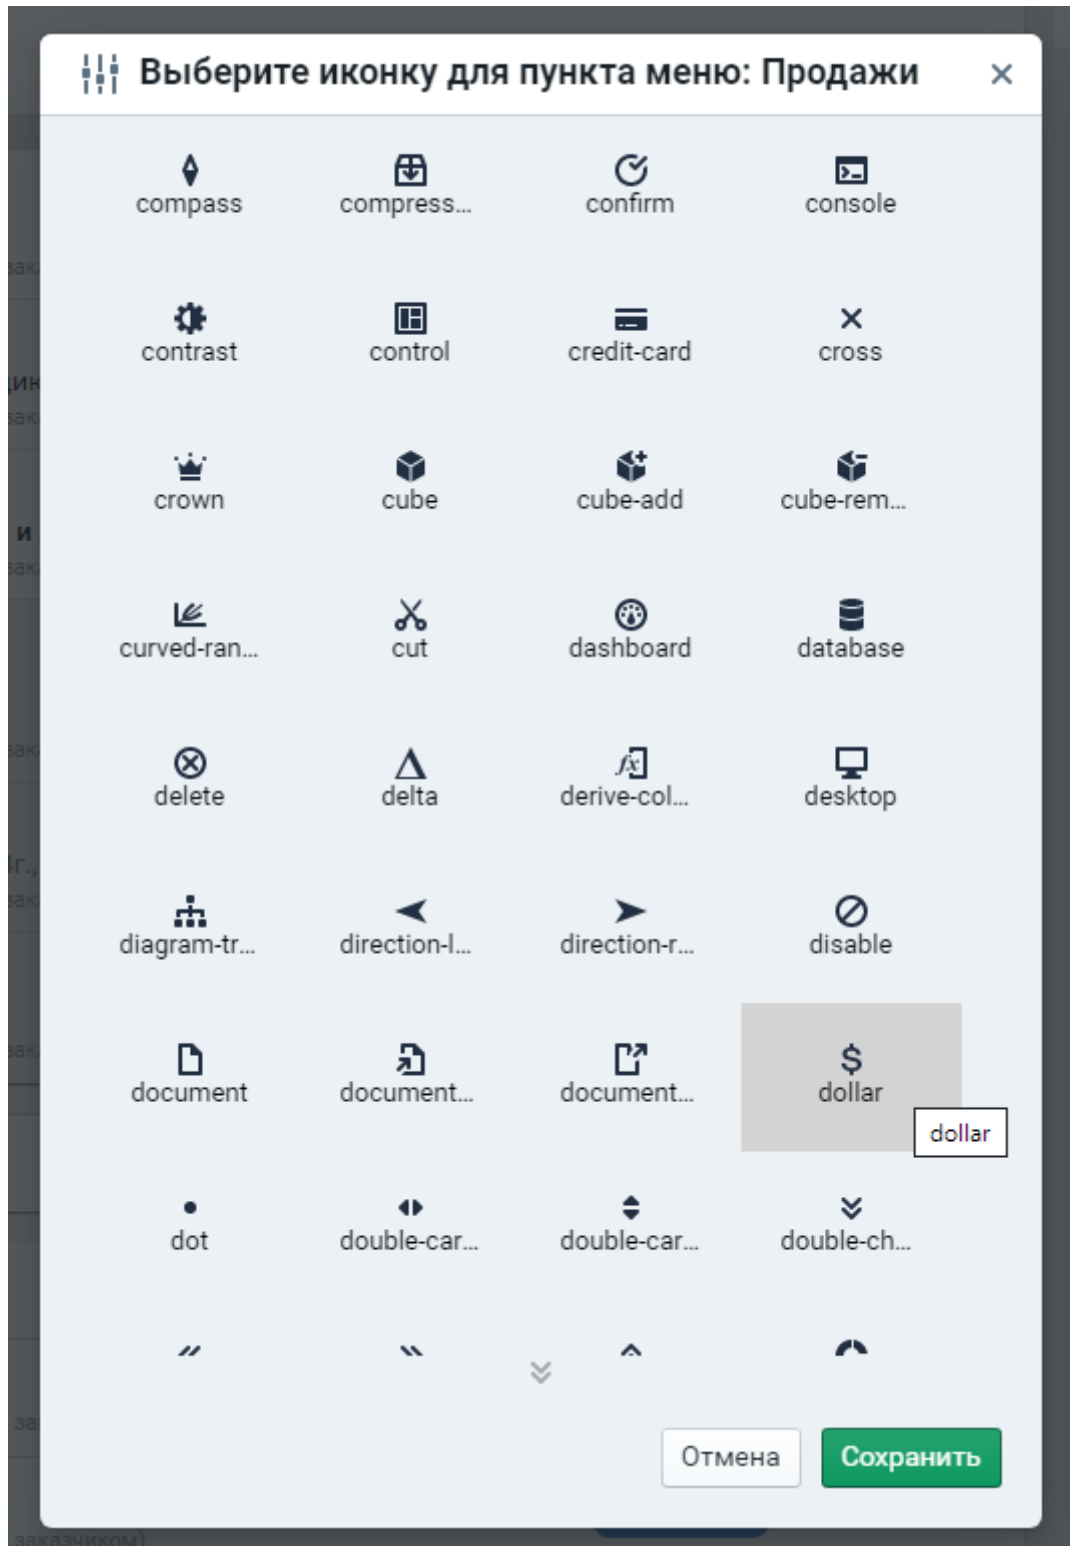 Выберите иконку для пункта меню: Продажи
compass compress... confirm console
contrast control credit-card cross
crown cube cube-add cube-rem...
и
curved-ran... cut dashboard database
delete delta derive-col... desktop
diagram-tr... direction-l... direction-r... disable
document document... document... dollar
dollar
dot double-car... double-car... double-ch...
Отмена Сохранить
заказчиком)